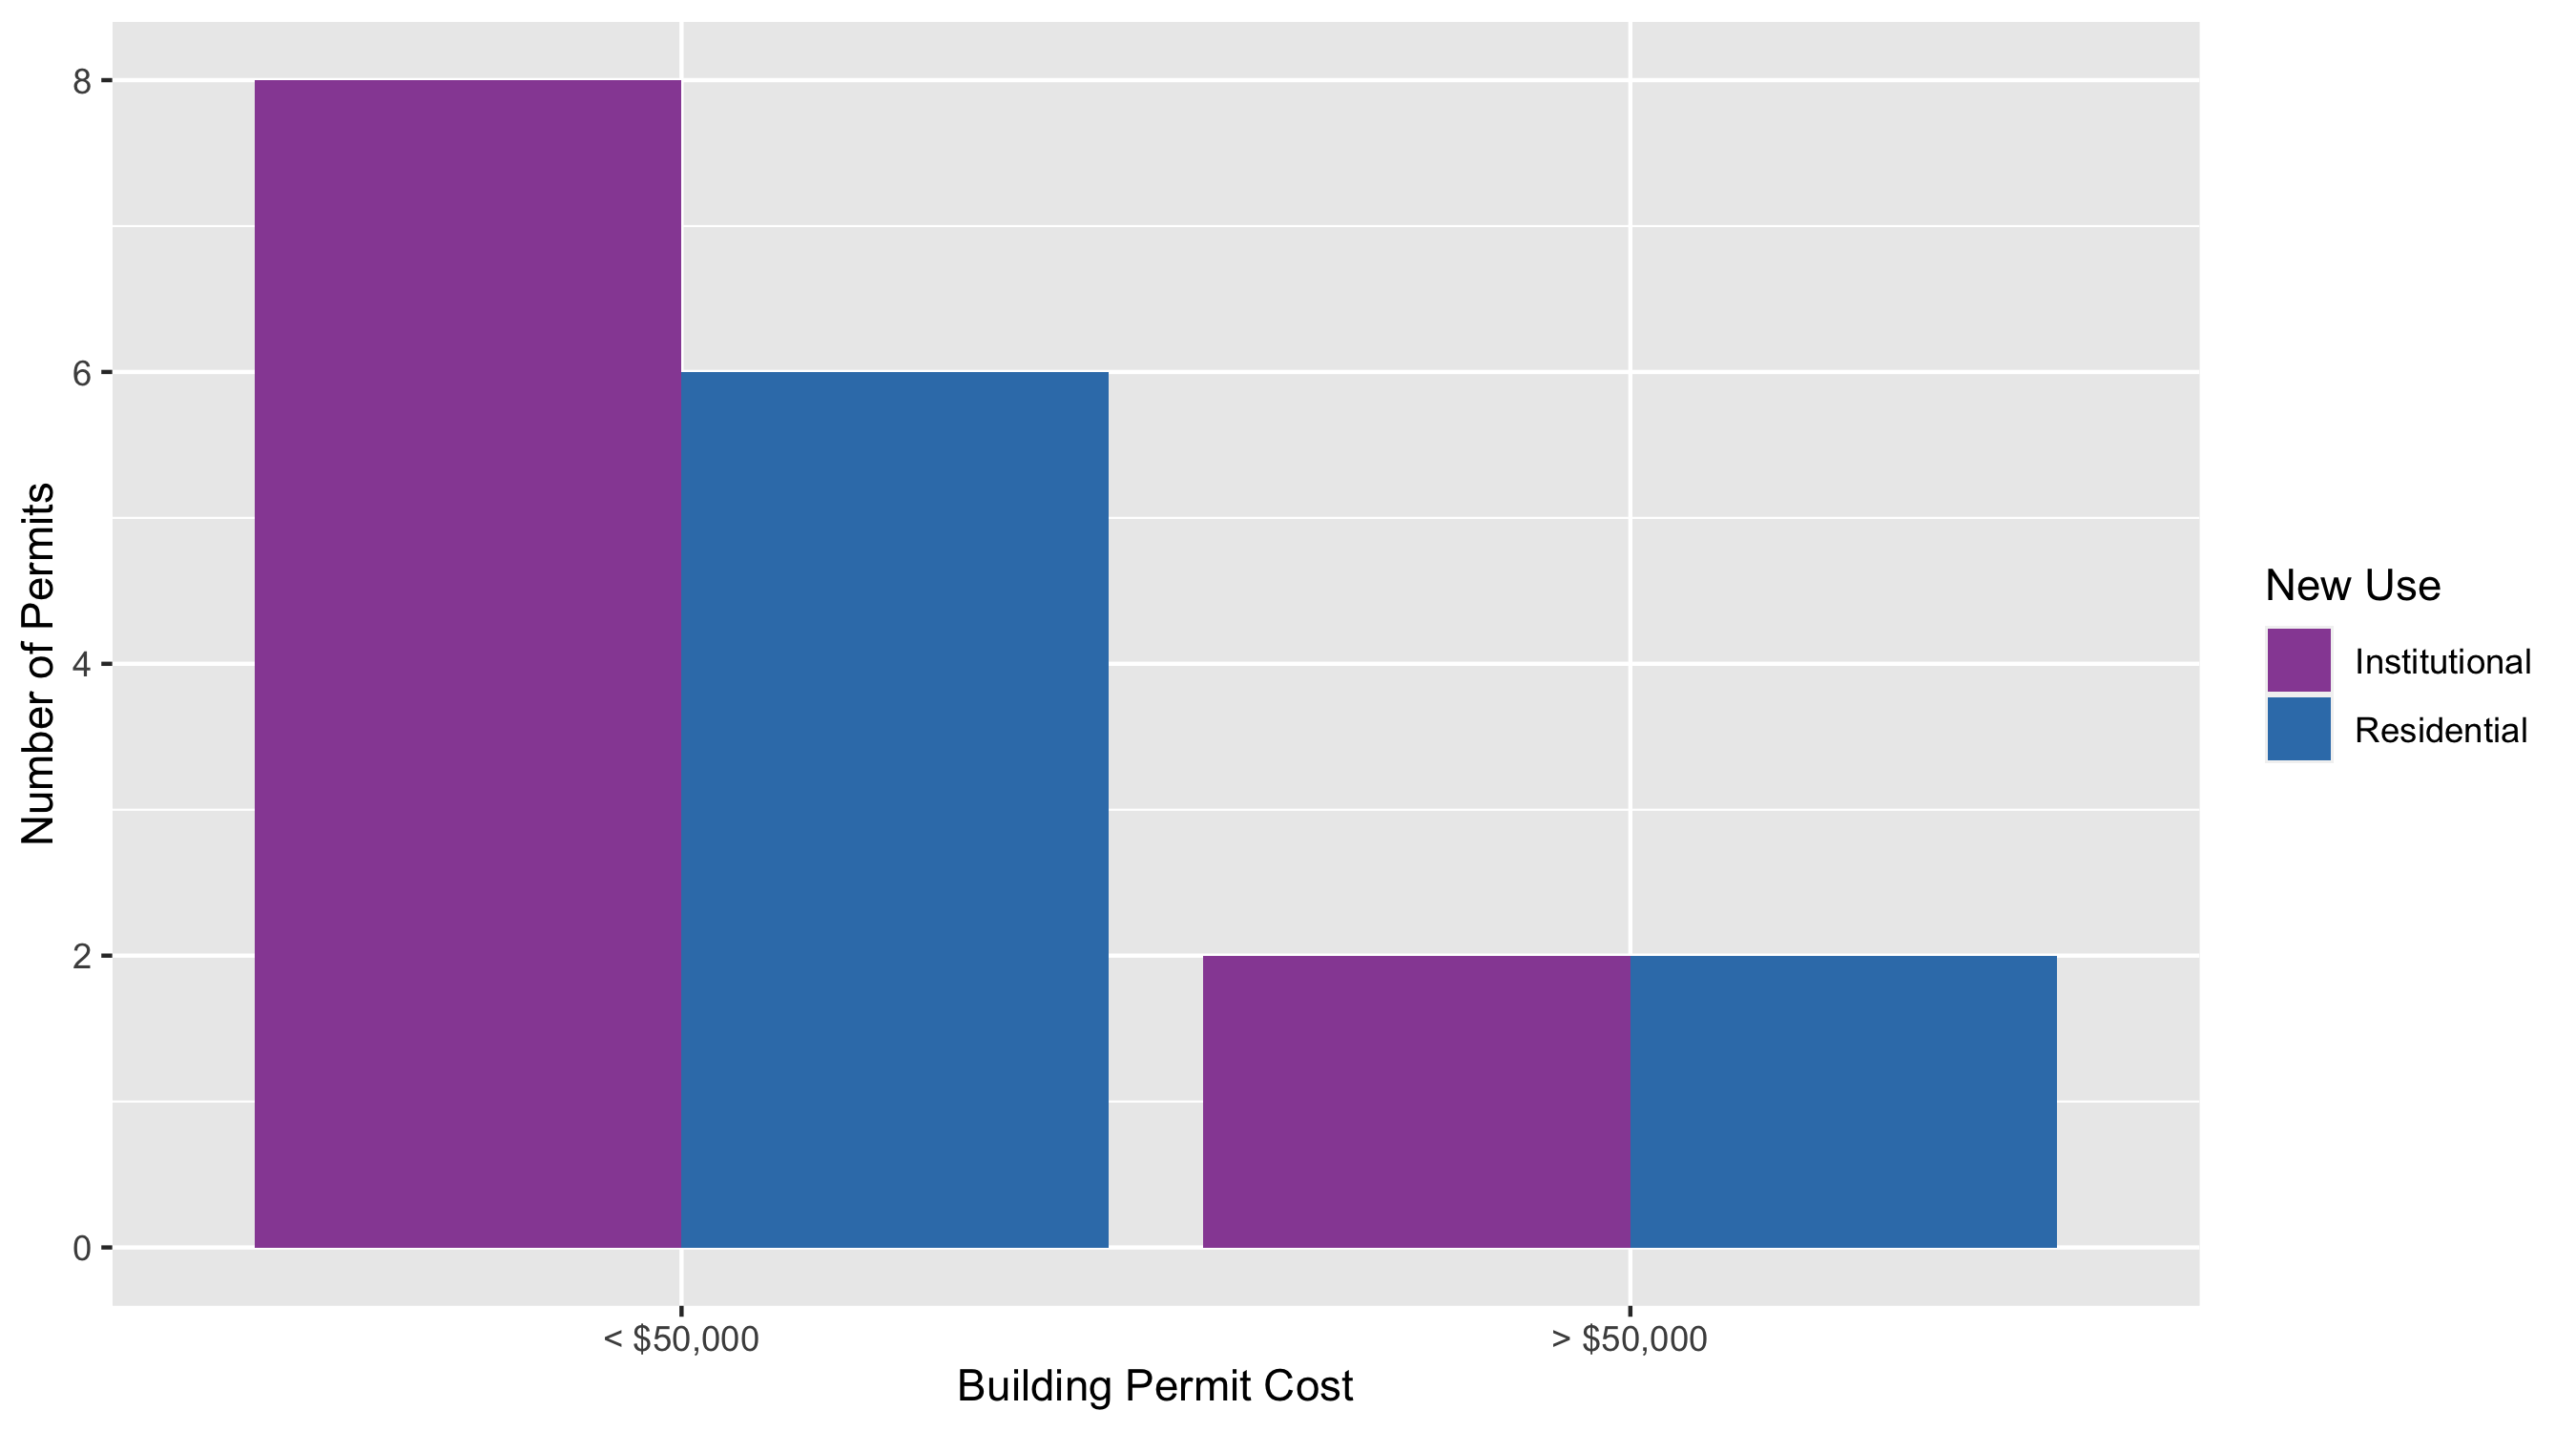 Number of Permits
8
6
4
2
0
< $50,000
> $50,000
Building Permit Cost
New Use
Institutional
Residential